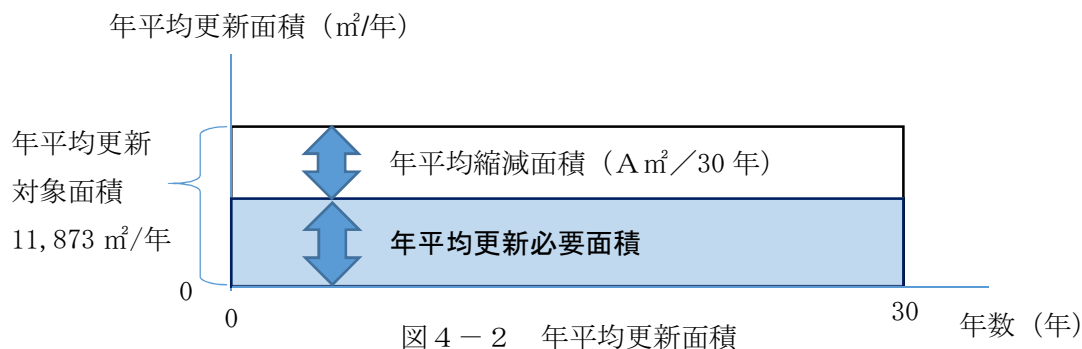 年平均更新面積（㎡/年）
年平均更新
対象面積
11,873 ㎡/年
年平均縮減面積（Ａ㎡／30 年）
年平均更新必要面積
0
0
30
年数（年）
図４－２　年平均更新面積